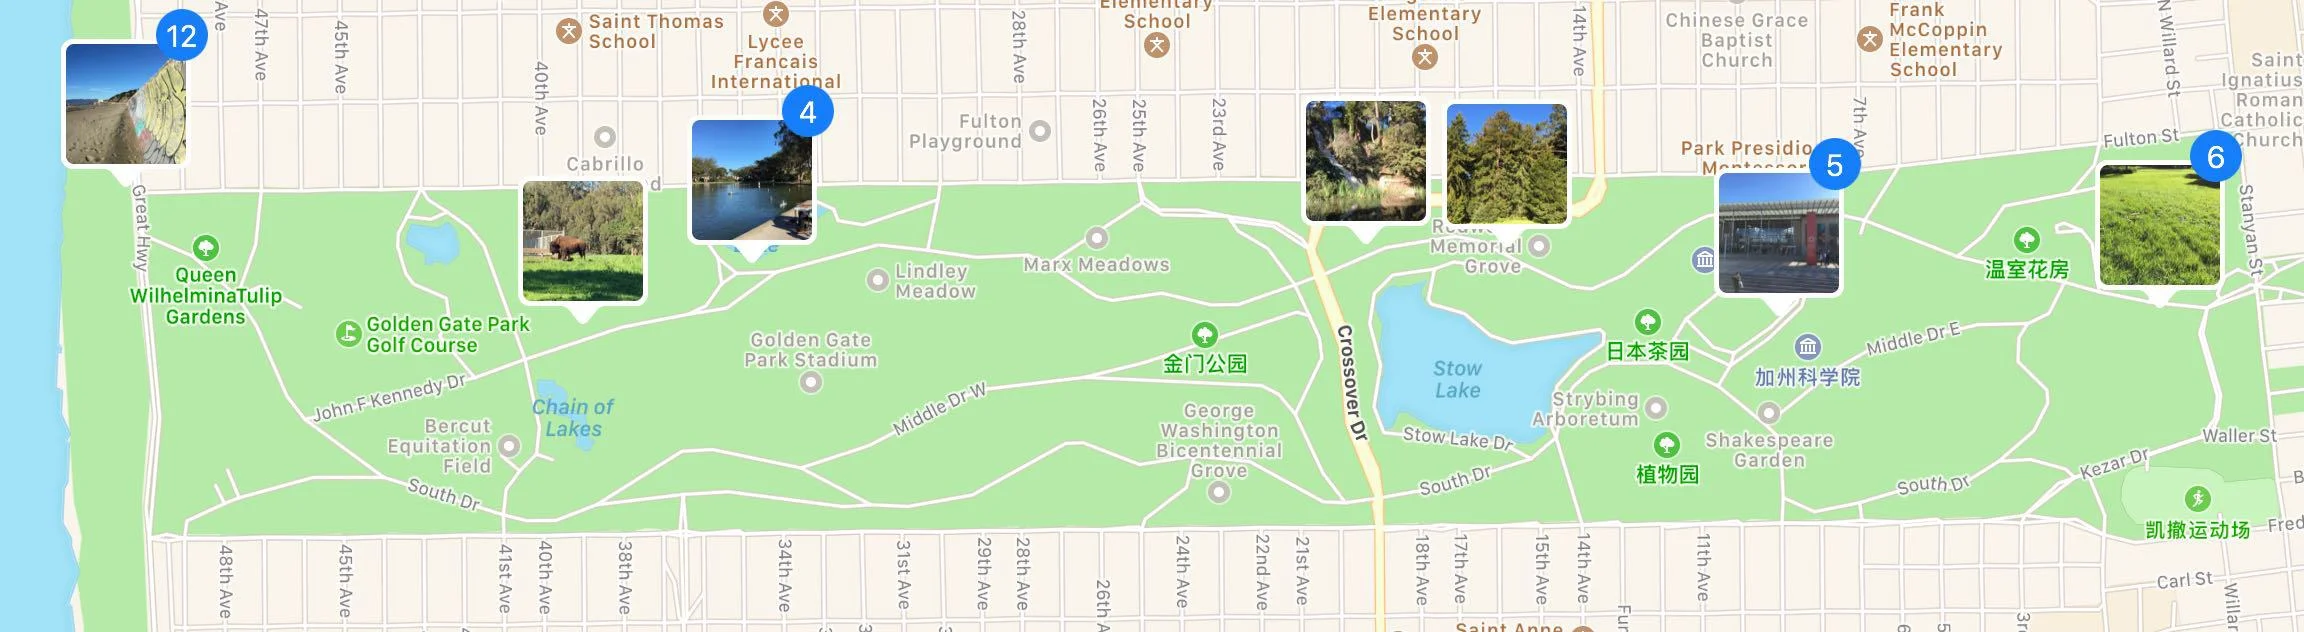 12
Ave
47th Ave
45th Ave
Saint Thomas
School
40th Ave
Lycee
Francais
International
4
Cabrillo
d
28th Ave
Fulton
Playground
Elementary
School
26th Ave
25th Ave
23rd Ave
Elementary
School
14th Ave
Chinese Grace
Baptist
Church
Frank
McCoppin
Elementary
School
7th Ave
Park Presidio
5
N Willard St
Saint
Ignatius
Roman
Catholic
Church
Fulton St
6
Stanyan St
Great Hwy
Queen
WilhelminaTulip
Gardens
Golden Gate Park
Golf Course
John F Kennedy Dr
Bercut
Equitation
Field
South Dr
Chain of
Lakes
Lindley
Meadow
Golden Gate
Park Stadium
Middle Dr W
Marx Meadows
金门公园
George
Washington
Bicentennial
Grove
Crossover Dr
Memorial
Grove
Stow
Lake
Stow Lake Dr
South Dr
Strybing
Arboretum
日本茶园
植物园
加州科学院
Shakespeare
Garden
Middle Dr E
温室花房
South Dr
Kezar Dr
Waller St
凯撤运动场
Fred
Carl St
48th Ave
45th Ave
41st Ave
40th Ave
38th Ave
34th Ave
31st Ave
29th Ave
28th Ave
26th A
24th Ave
22nd Ave
21st Ave
18th Ave
17th Ave
15th Ave
14th Ave
Fur
11th Ave
3rd
Willar
Saint Anne